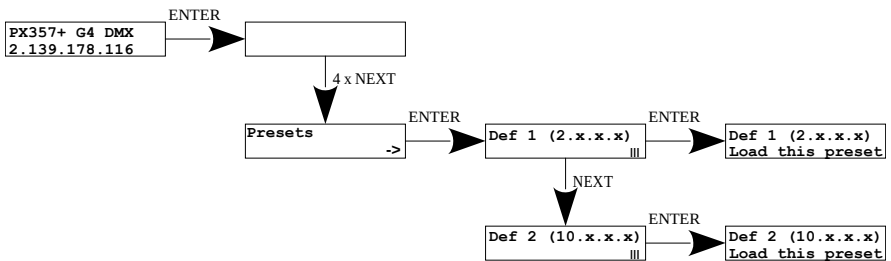 ENTER
PX357+ G4 DMX
2.139.178.116
4 x NEXT
Presets
->
ENTER
Def 1 (2.x.x.x)
ENTER
Def 1 (2.x.x.x)
Load this preset
NEXT
Def 2 (10.x.x.x)
ENTER
Def 2 (10.x.x.x)
Load this preset